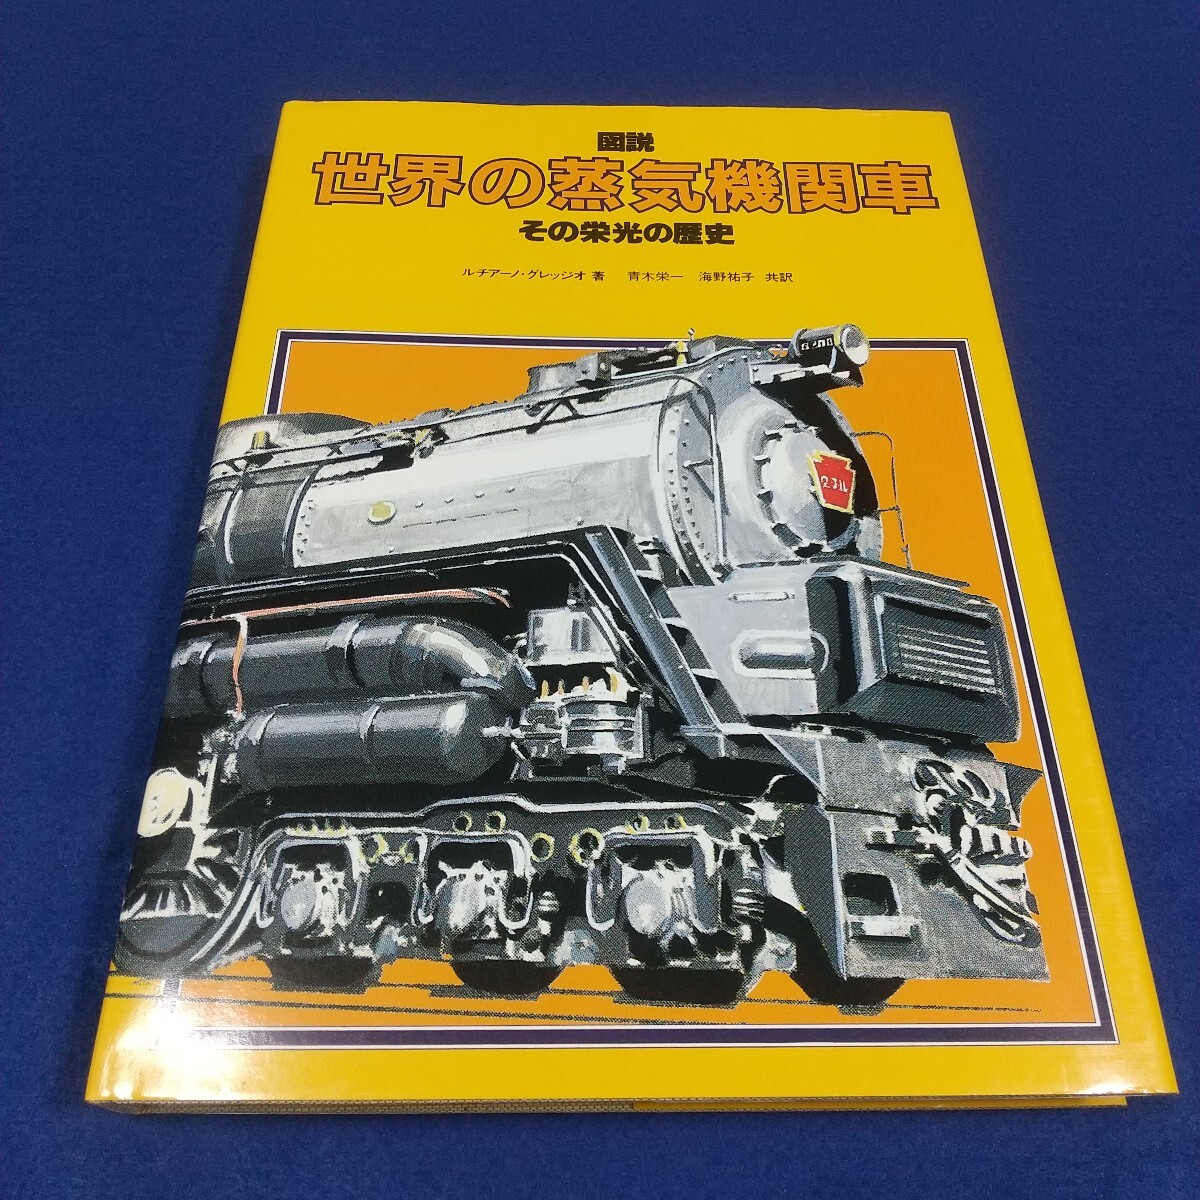 図説
世界の蒸気機関車
その栄光の歴史
ルチアーノ・グレッジオ 著 青木栄一 海野祐子 共訳